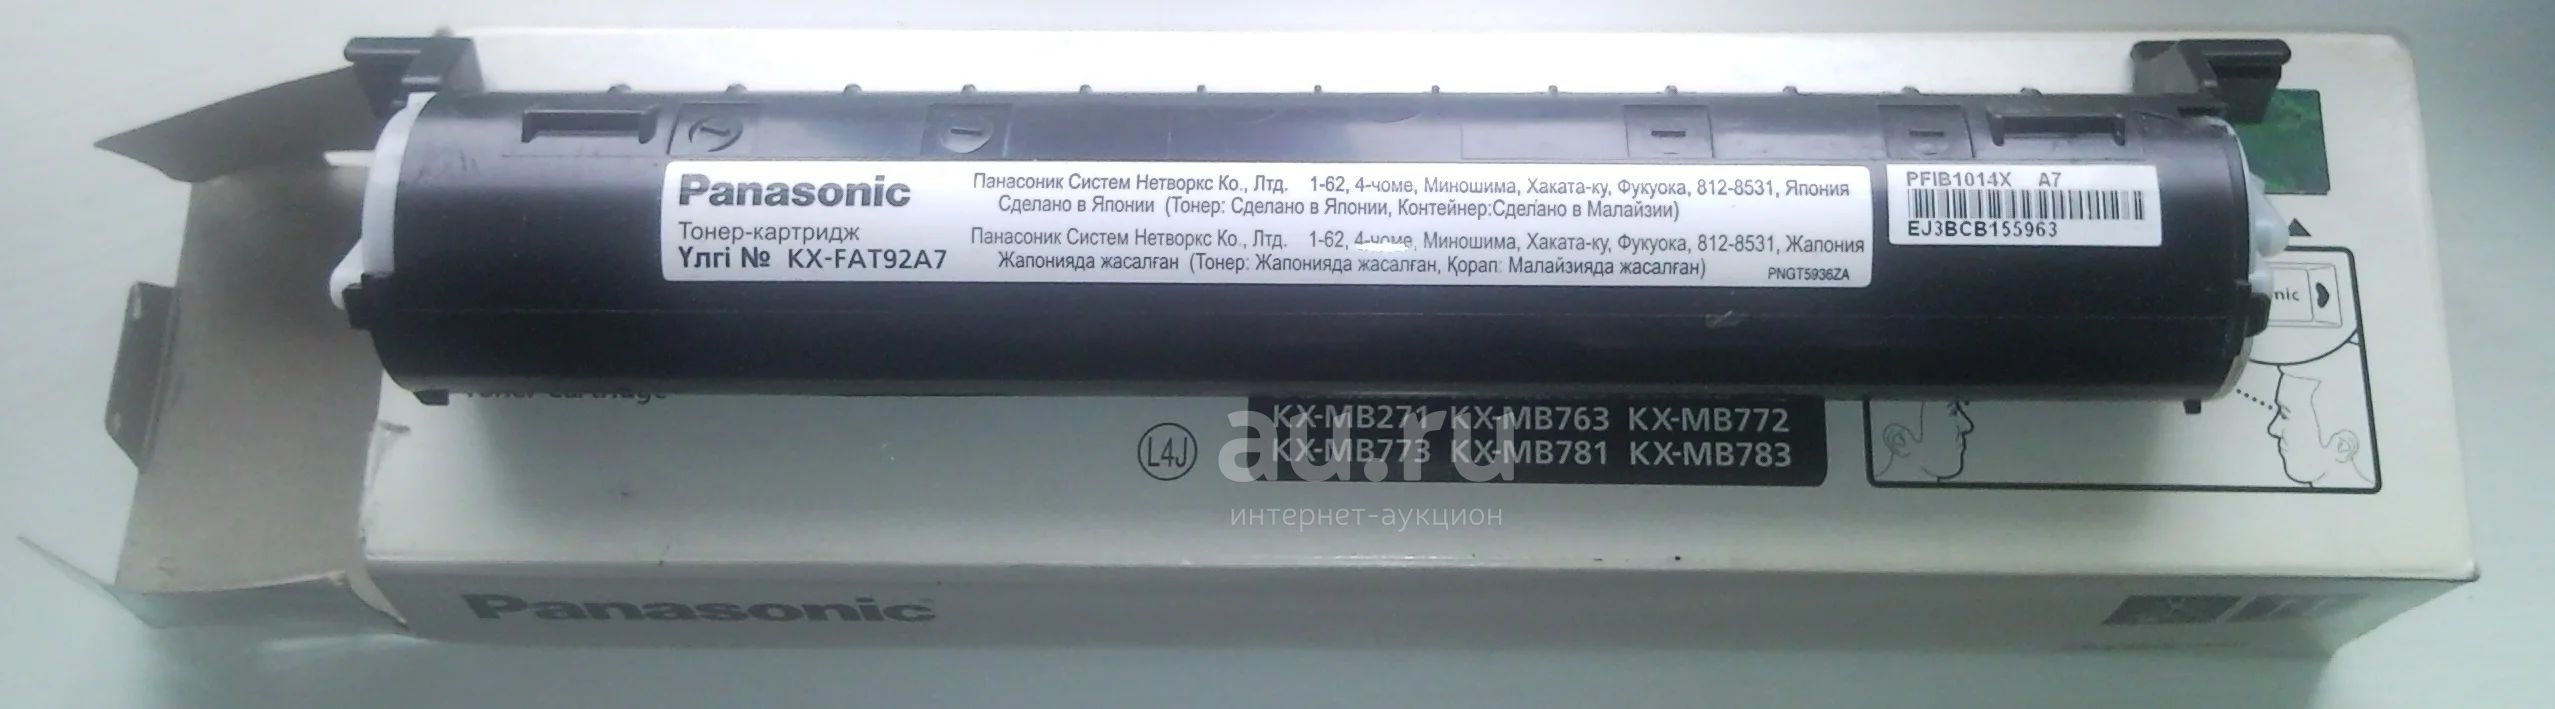 Panasonic
Тонер-картридж
Үлгі № KX-FAT92A7
Панасоник Систем Нетворкс Ко., Лтд. 1-62, 4-чоме, Миношима, Хаката-ку, Фукуока, 812-8531, Япония
Сделано в Японии (Тонер: Сделано в Японии, Контейнер:Сделано в Малайзии)
Панасоник Систем Нетворкс Ко., Лтд. 1-62, 4-чоме, Миношима, Хаката-ку, Фукуока, 812-8531, Жапония
Жапонияда жасалған (Тонер: Жапонияда жасалған, Қорап: Малайзияда жасалған)
PNGT5936ZA
PFIB1014X A7
EJ3BCB155963
nic
Toner cartridge
L4J
KX-MB271 KX-MB763 KX-MB772
KX-MB773 KX-MB781 KX-MB783
au.ru
интернет-аукцион
Panasonic